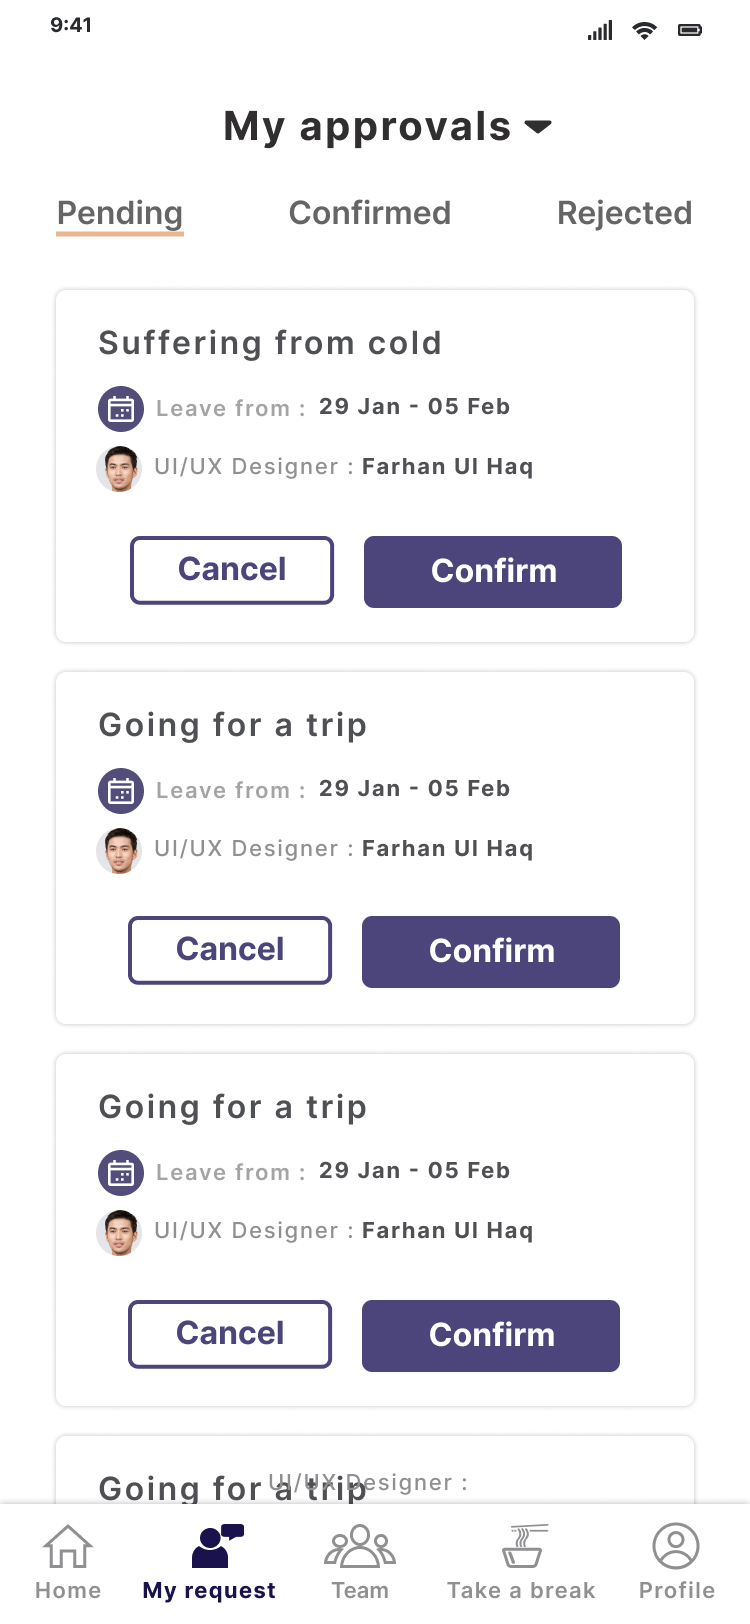 9:41
My approvals
Pending Confirmed Rejected
Suffering from cold
Leave from : 29 Jan - 05 Feb
UI/UX Designer : Farhan Ul Haq
Cancel Confirm
Going for a trip
Leave from : 29 Jan - 05 Feb
UI/UX Designer : Farhan Ul Haq
Cancel Confirm
Going for a trip
Leave from : 29 Jan - 05 Feb
UI/UX Designer : Farhan Ul Haq
Cancel Confirm
UI/UX Designer :
Going for a trip
Home My request Team Take a break Profile